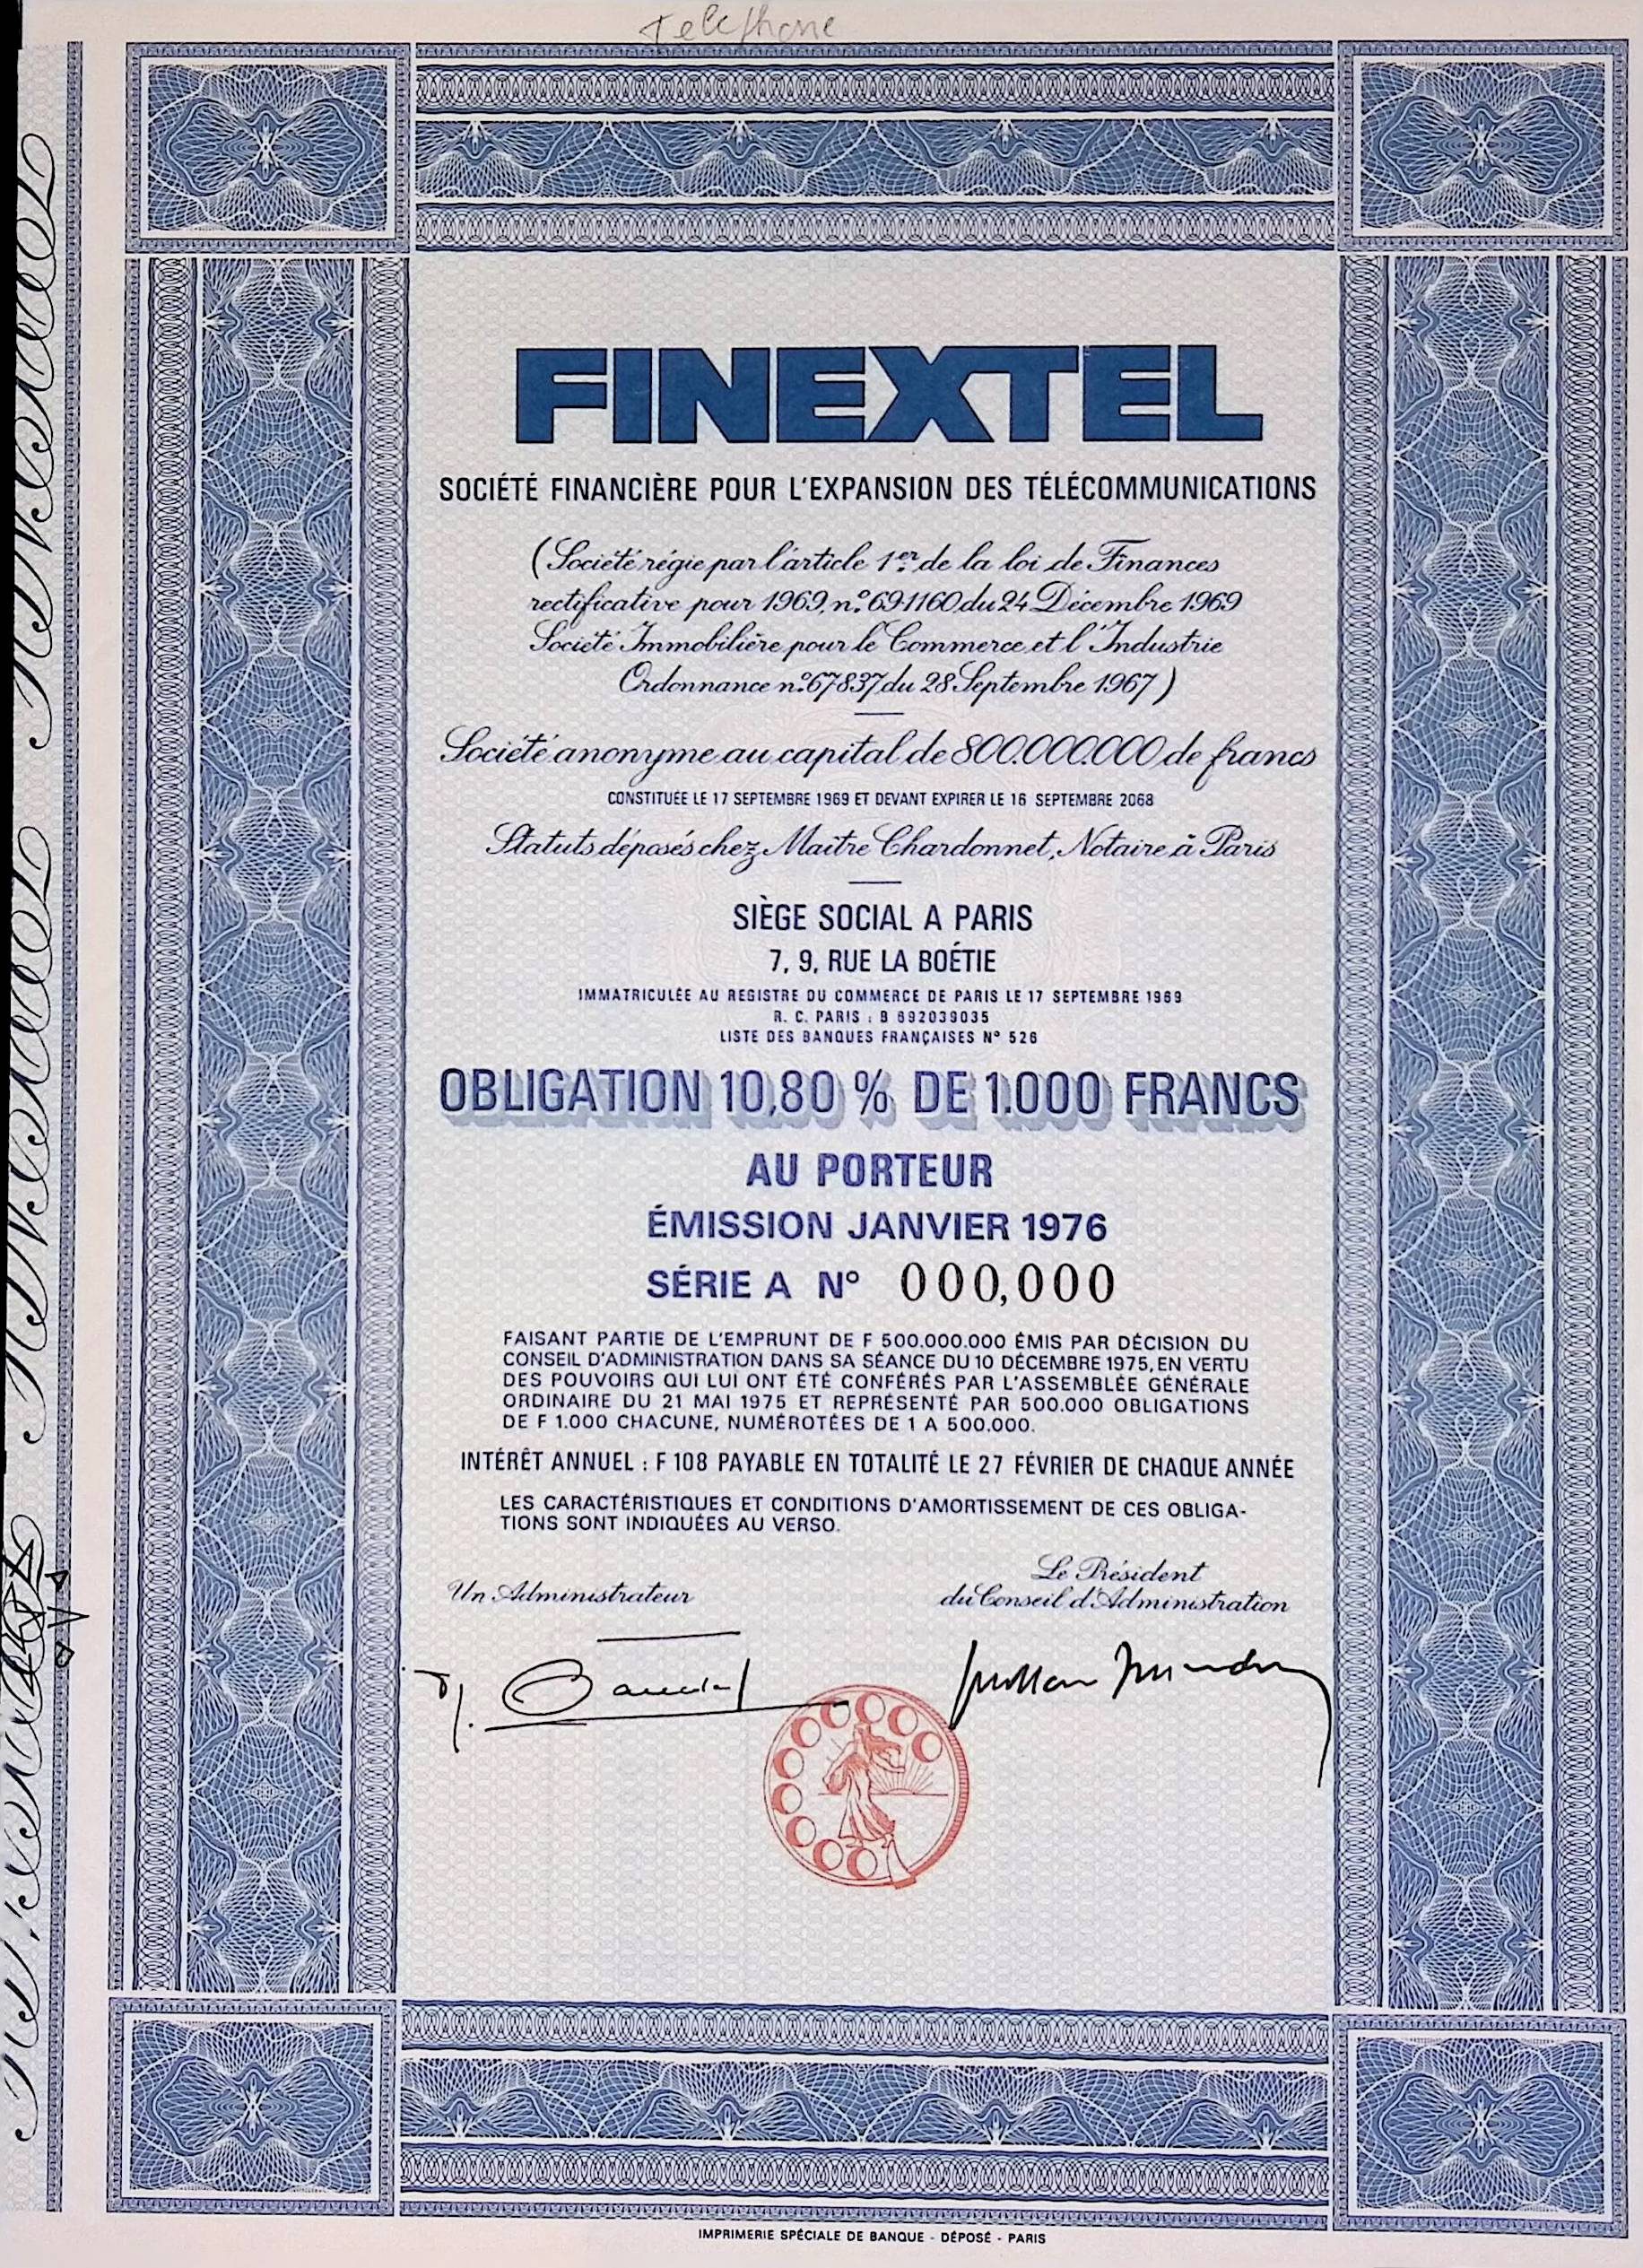 Telephone
FINEXTEL
SOCIÉTÉ FINANCIÈRE POUR L'EXPANSION DES TÉLÉCOMMUNICATIONS
(Société régie par l'article 1er de la loi de Finances
rectificative pour 1969, n° 69-1160 du 24 Décembre 1969
Société Immobilière pour le Commerce et l'Industrie
Ordonnance n° 67837 du 28 Septembre 1967)
Société anonyme au capital de 800.000.000 de francs
CONSTITUÉE LE 17 SEPTEMBRE 1969 ET DEVANT EXPIRER LE 16 SEPTEMBRE 2068
Statuts déposés chez Maître Chardonnet, Notaire à Paris
SIÈGE SOCIAL A PARIS
7, 9, RUE LA BOÉTIE
IMMATRICULÉE AU REGISTRE DU COMMERCE DE PARIS LE 17 SEPTEMBRE 1969
R. C. PARIS : B 692039035
LISTE DES BANQUES FRANÇAISES N° 526
OBLIGATION 10,80 % DE 1.000 FRANCS
AU PORTEUR
ÉMISSION JANVIER 1976
SÉRIE A N° 000,000
FAISANT PARTIE DE L'EMPRUNT DE F 500.000.000 ÉMIS PAR DÉCISION DU
CONSEIL D'ADMINISTRATION DANS SA SÉANCE DU 10 DÉCEMBRE 1975, EN VERTU
DES POUVOIRS QUI LUI ONT ÉTÉ CONFÉRÉS PAR L'ASSEMBLÉE GÉNÉRALE
ORDINAIRE DU 21 MAI 1975 ET REPRÉSENTÉ PAR 500.000 OBLIGATIONS
DE F 1.000 CHACUNE, NUMÉROTÉES DE 1 A 500.000.
INTÉRÊT ANNUEL : F 108 PAYABLE EN TOTALITÉ LE 27 FÉVRIER DE CHAQUE ANNÉE
LES CARACTÉRISTIQUES ET CONDITIONS D'AMORTISSEMENT DE CES OBLIGA-
TIONS SONT INDIQUÉES AU VERSO.
Un Administrateur
Le Président
du Conseil d'Administration
IMPRIMERIE SPÉCIALE DE BANQUE - DÉPOSÉ - PARIS